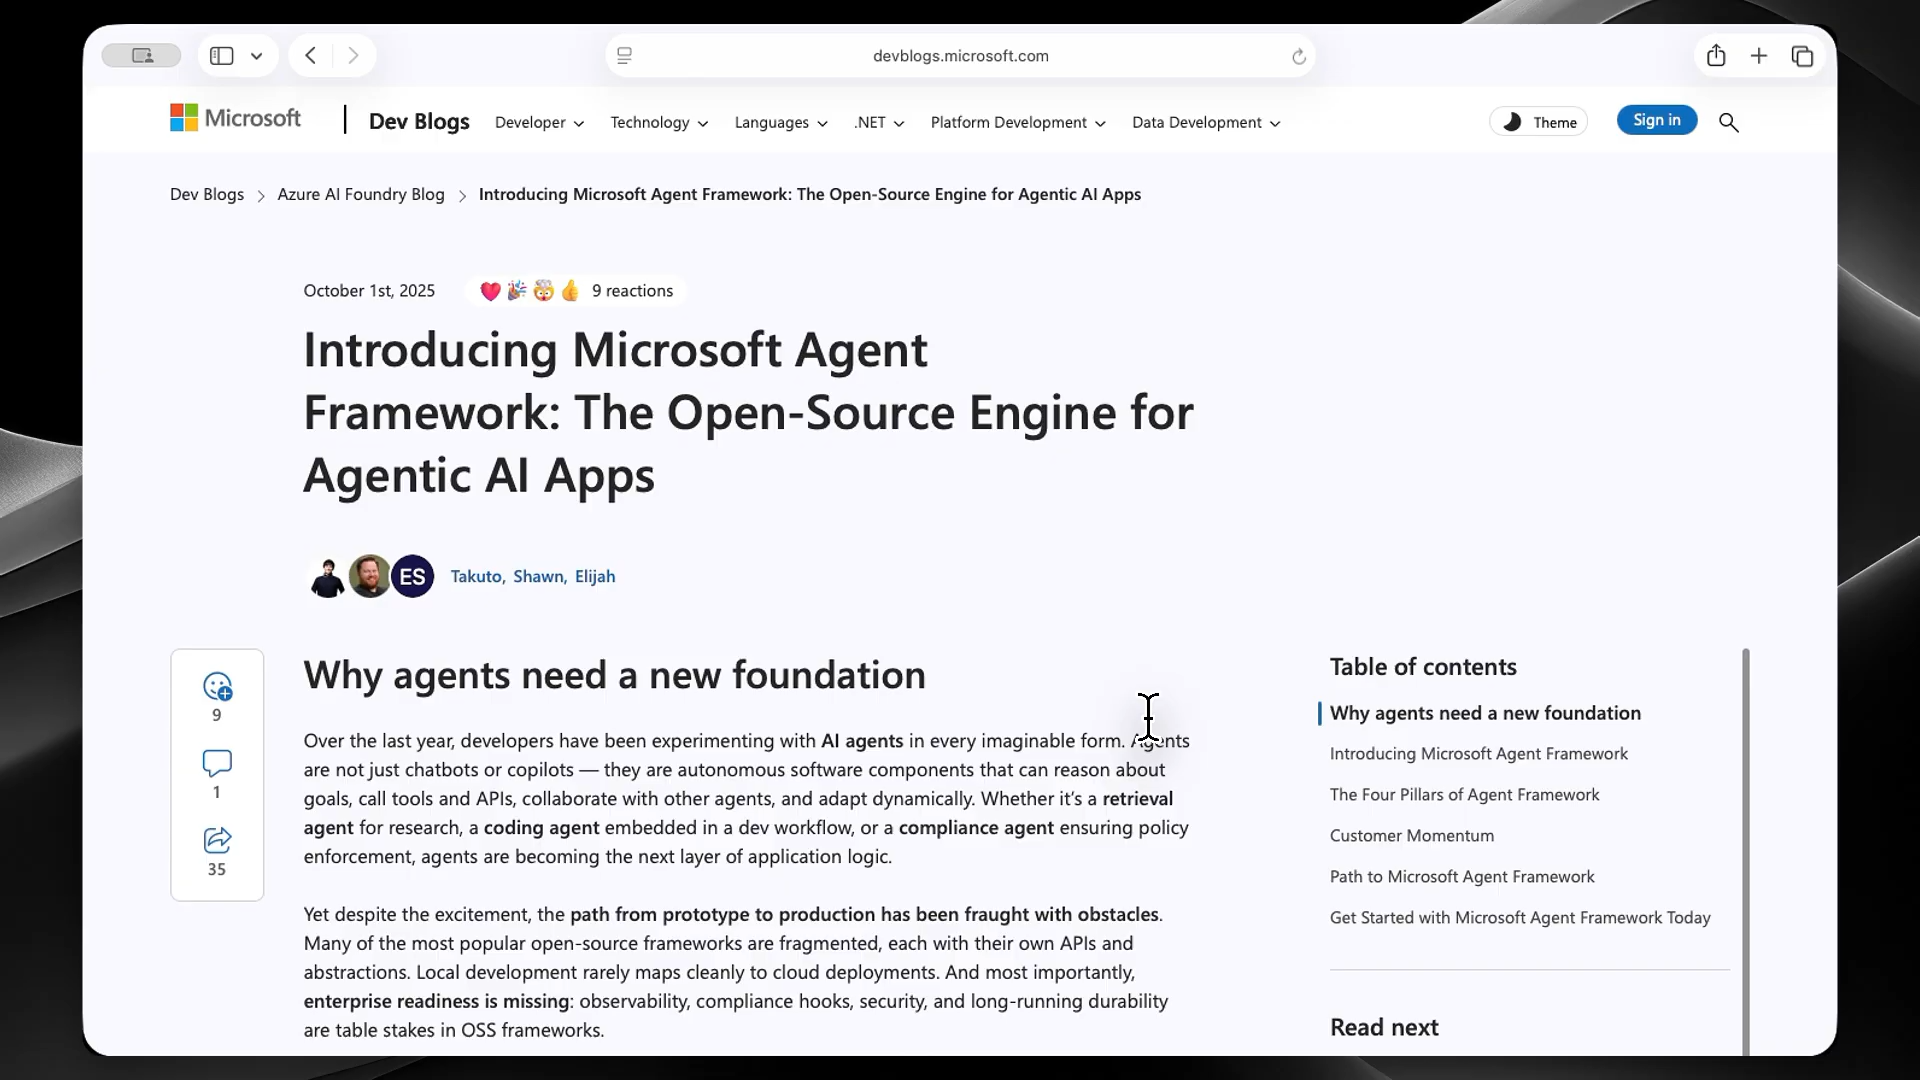 devblogs.microsoft.com
Microsoft
Dev Blogs
Developer
Technology
Languages
.NET
Platform Development
Data Development
Theme
Sign in
Dev Blogs
Azure AI Foundry Blog
Introducing Microsoft Agent Framework: The Open-Source Engine for Agentic AI Apps
October 1st, 2025
9 reactions
Introducing Microsoft Agent
Framework: The Open-Source Engine for
Agentic AI Apps
ES
Takuto, Shawn, Elijah
9
1
35
Why agents need a new foundation
Over the last year, developers have been experimenting with AI agents in every imaginable form. Agents
are not just chatbots or copilots — they are autonomous software components that can reason about
goals, call tools and APIs, collaborate with other agents, and adapt dynamically. Whether it's a retrieval
agent for research, a coding agent embedded in a dev workflow, or a compliance agent ensuring policy
enforcement, agents are becoming the next layer of application logic.
Yet despite the excitement, the path from prototype to production has been fraught with obstacles.
Many of the most popular open-source frameworks are fragmented, each with their own APIs and
abstractions. Local development rarely maps cleanly to cloud deployments. And most importantly,
enterprise readiness is missing: observability, compliance hooks, security, and long-running durability
are table stakes in OSS frameworks.
Table of contents
Why agents need a new foundation
Introducing Microsoft Agent Framework
The Four Pillars of Agent Framework
Customer Momentum
Path to Microsoft Agent Framework
Get Started with Microsoft Agent Framework Today
Read next